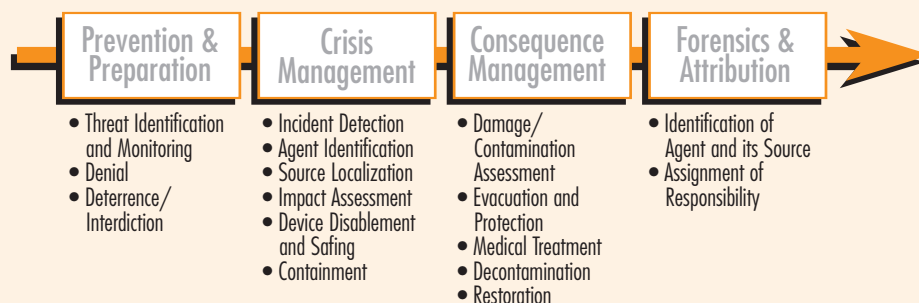 Prevention &
Preparation
• Threat Identification
and Monitoring
• Denial
• Deterrence/
Interdiction
Crisis
Management
• Incident Detection
• Agent Identification
• Source Localization
• Impact Assessment
• Device Disablement
and Safing
• Containment
Consequence
Management
• Damage/
Contamination
Assessment
• Evacuation and
Protection
• Medical Treatment
• Decontamination
• Restoration
Forensics &
Attribution
• Identification of
Agent and its Source
• Assignment of
Responsibility